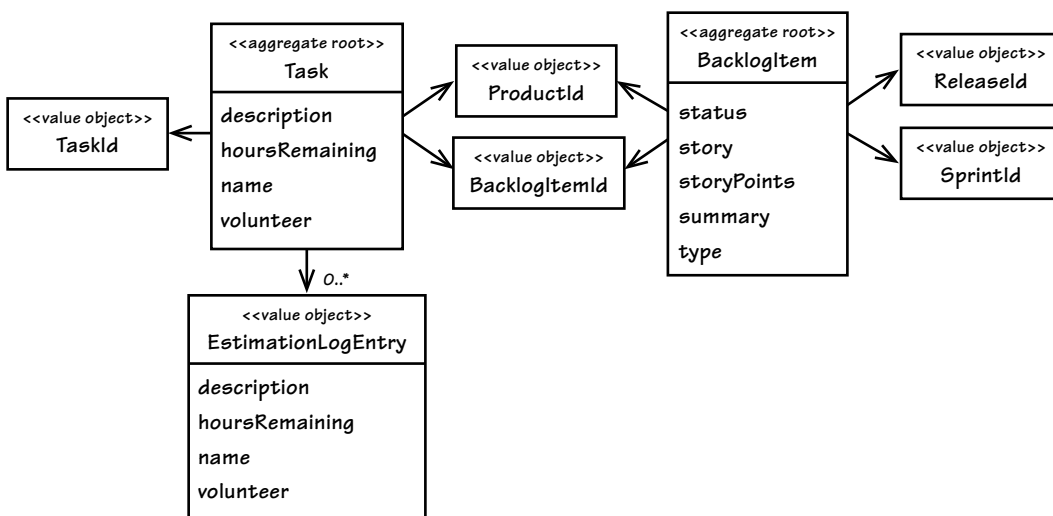 <<aggregate root>>
Task
description
hoursRemaining
name
volunteer
<<value object>>
TaskId
<<value object>>
ProductId
<<value object>>
BacklogItemId
<<aggregate root>>
BacklogItem
status
story
storyPoints
summary
type
<<value object>>
ReleaseId
<<value object>>
SprintId
0..*
<<value object>>
EstimationLogEntry
description
hoursRemaining
name
volunteer